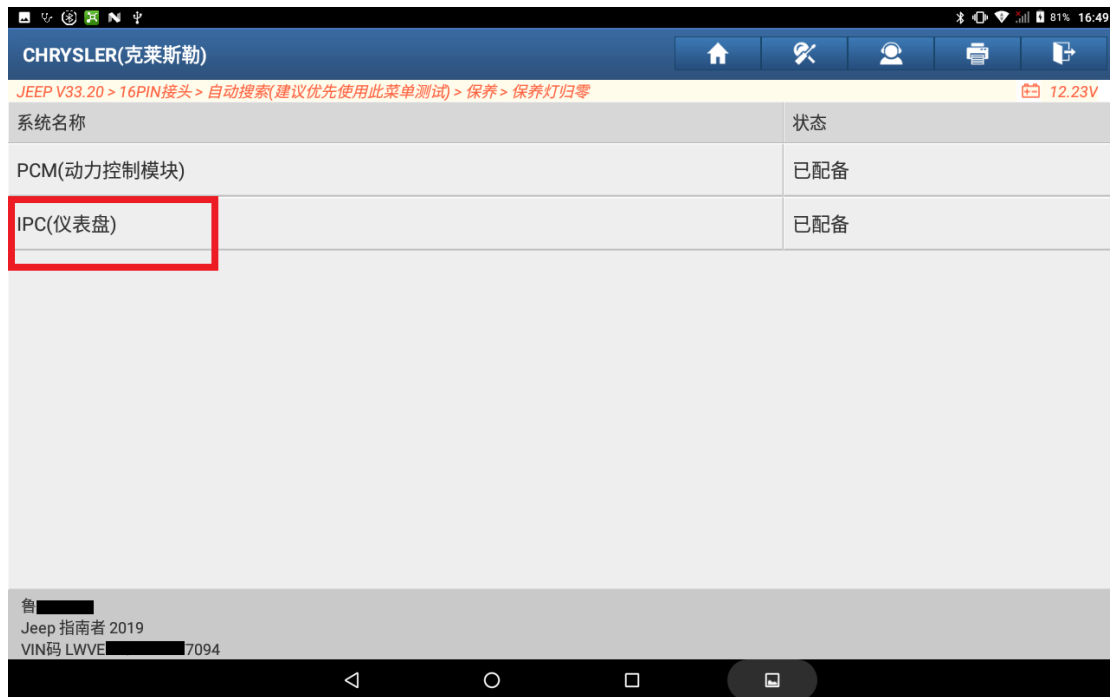 81% 16:49
CHRYSLER(克莱斯勒)
JEEP V33.20 > 16PIN接头 > 自动搜索(建议优先使用此菜单测试) > 保养 > 保养灯归零 12.23V
系统名称 状态
PCM(动力控制模块) 已配备
IPC(仪表盘) 已配备
鲁
Jeep 指南者 2019
VIN码 LWVE 7094